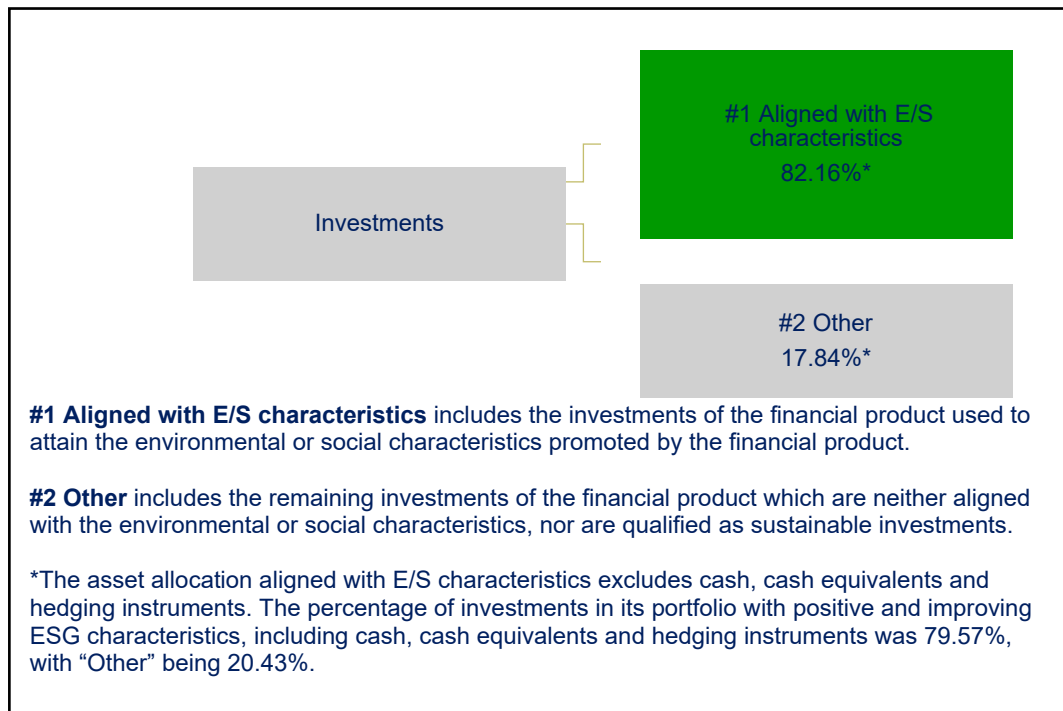 #1 Aligned with E/S
characteristics
82.16%*
Investments
#2 Other
17.84%*
#1 Aligned with E/S characteristics includes the investments of the financial product used to
attain the environmental or social characteristics promoted by the financial product.
#2 Other includes the remaining investments of the financial product which are neither aligned
with the environmental or social characteristics, nor are qualified as sustainable investments.
*The asset allocation aligned with E/S characteristics excludes cash, cash equivalents and
hedging instruments. The percentage of investments in its portfolio with positive and improving
ESG characteristics, including cash, cash equivalents and hedging instruments was 79.57%,
with “Other” being 20.43%.